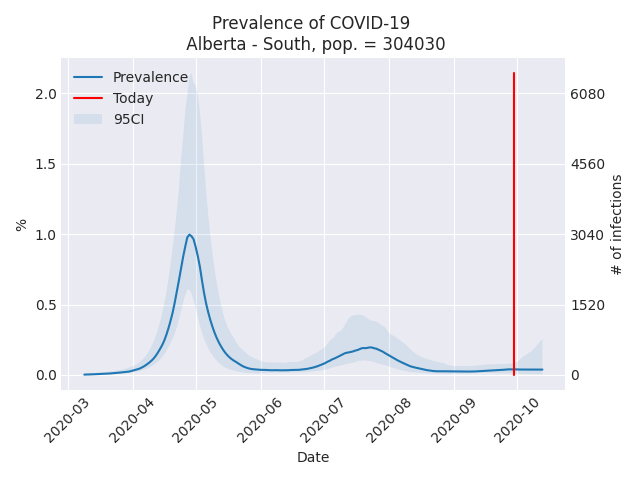 Prevalence of COVID-19
Alberta - South, pop. = 304030
Prevalence
Today
95CI
2.0
1.5
1.0
0.5
0.0
%
6080
4560
3040
1520
0
# of infections
2020-03
2020-04
2020-05
2020-06
2020-07
2020-08
2020-09
2020-10
Date